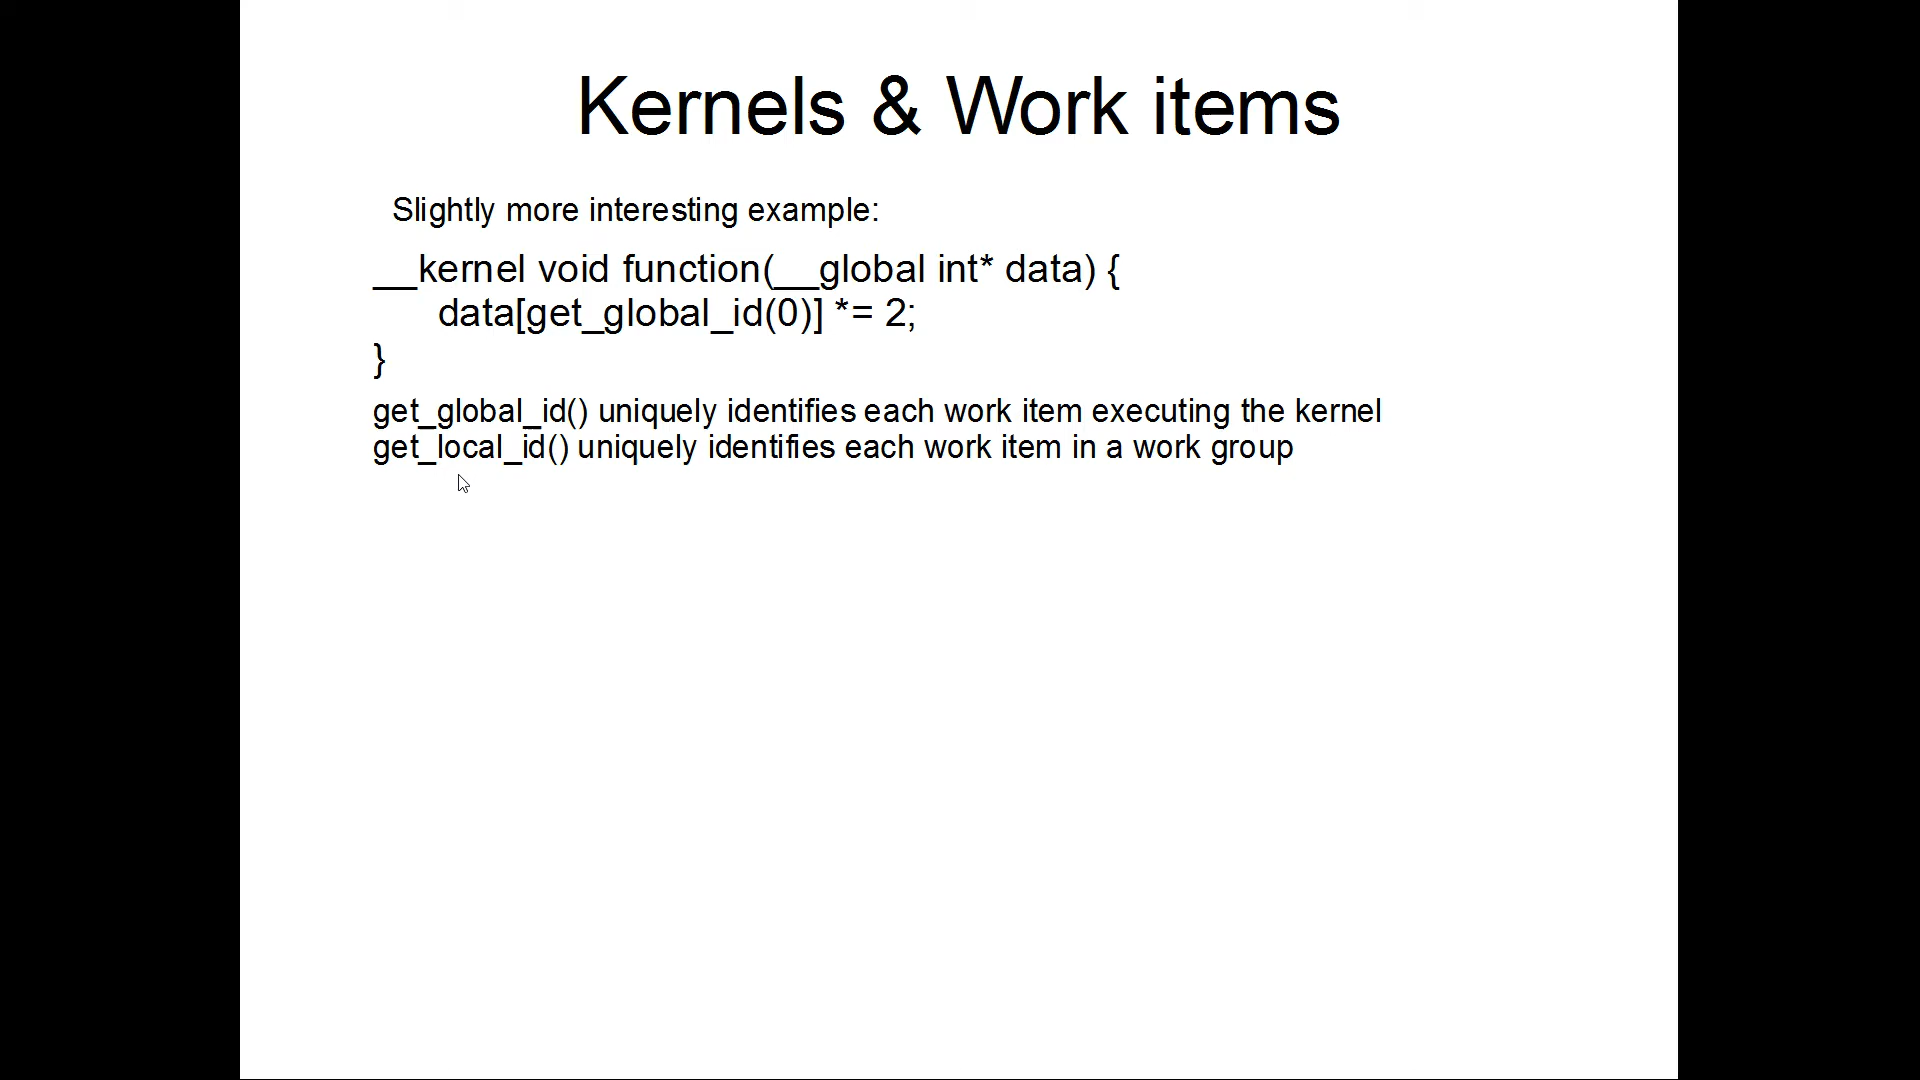 Kernels & Work items
Slightly more interesting example:
__kernel void function(__global int* data) {
data[get_global_id(0)] *= 2;
}
get_global_id() uniquely identifies each work item executing the kernel
get_local_id() uniquely identifies each work item in a work group